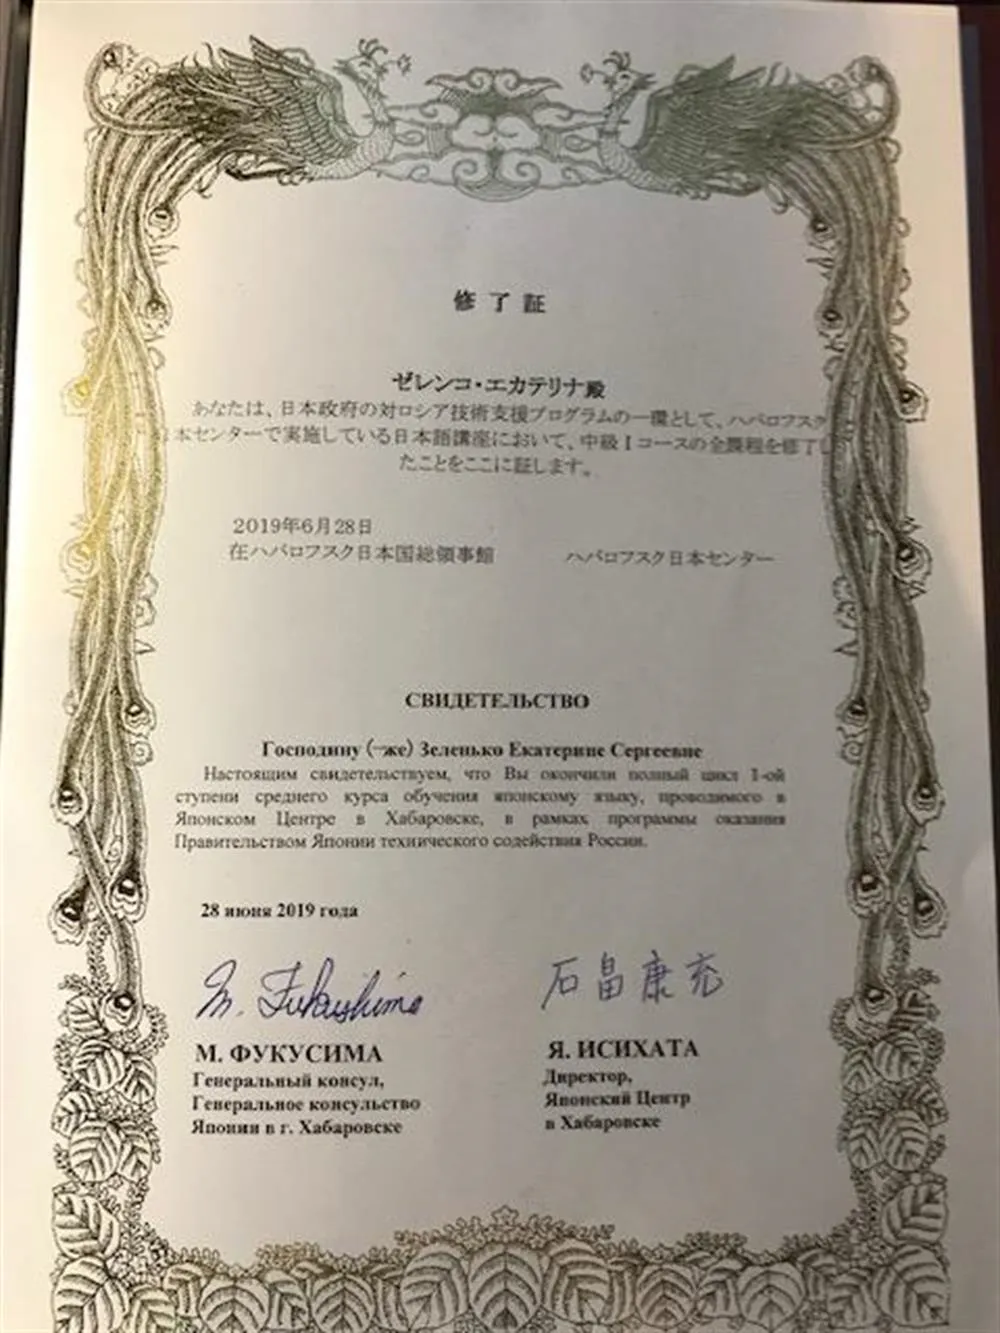 修了証
ゼレンコ・エカテリナ殿
あなたは、日本政府の対ロシア技術支援プログラムの一環として、ハバロフスク
本センターで実施している日本語講座において、中級Ⅰコースの全課程を修了し
たことをここに証します。
2019年6月28日
在ハバロフスク日本国総領事館
ハバロフスク日本センター
СВИДЕТЕЛЬСТВО
Господину (-же) Зеленько Екатерине Сергеевне
Настоящим свидетельствуем, что Вы окончили полный цикл 1-ой
ступени среднего курса обучения японскому языку, проводимого в
Японском Центре в Хабаровске, в рамках программы оказания
Правительством Японии технического содействия России.
28 июня 2019 года
M. Fukushima
石畠康充
М. ФУКУСИМА
Генеральный консул,
Генеральное консульство
Японии в г. Хабаровске
Я. ИСИХАТА
Директор,
Японский Центр
в Хабаровске